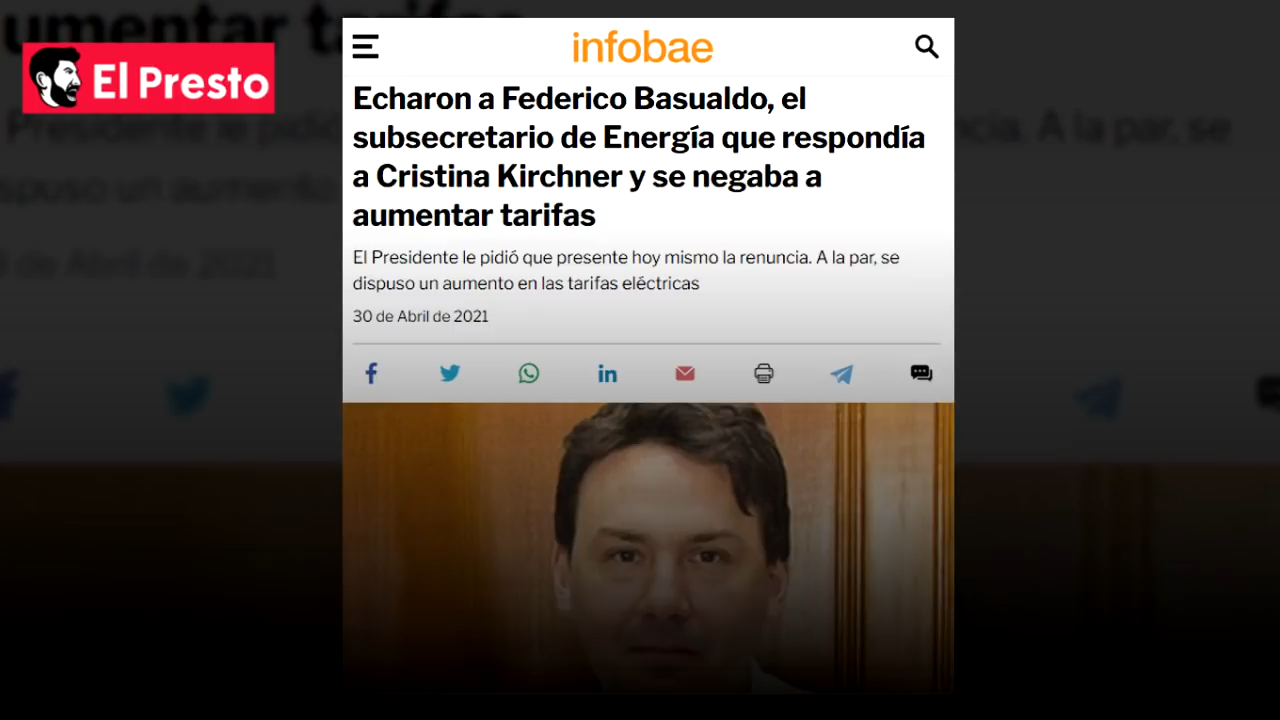 El Presto
infobae
Echaron a Federico Basualdo, el
subsecretario de Energía que respondía
a Cristina Kirchner y se negaba a
aumentar tarifas
El Presidente le pidió que presente hoy mismo la renuncia. A la par, se
dispuso un aumento en las tarifas eléctricas
30 de Abril de 2021